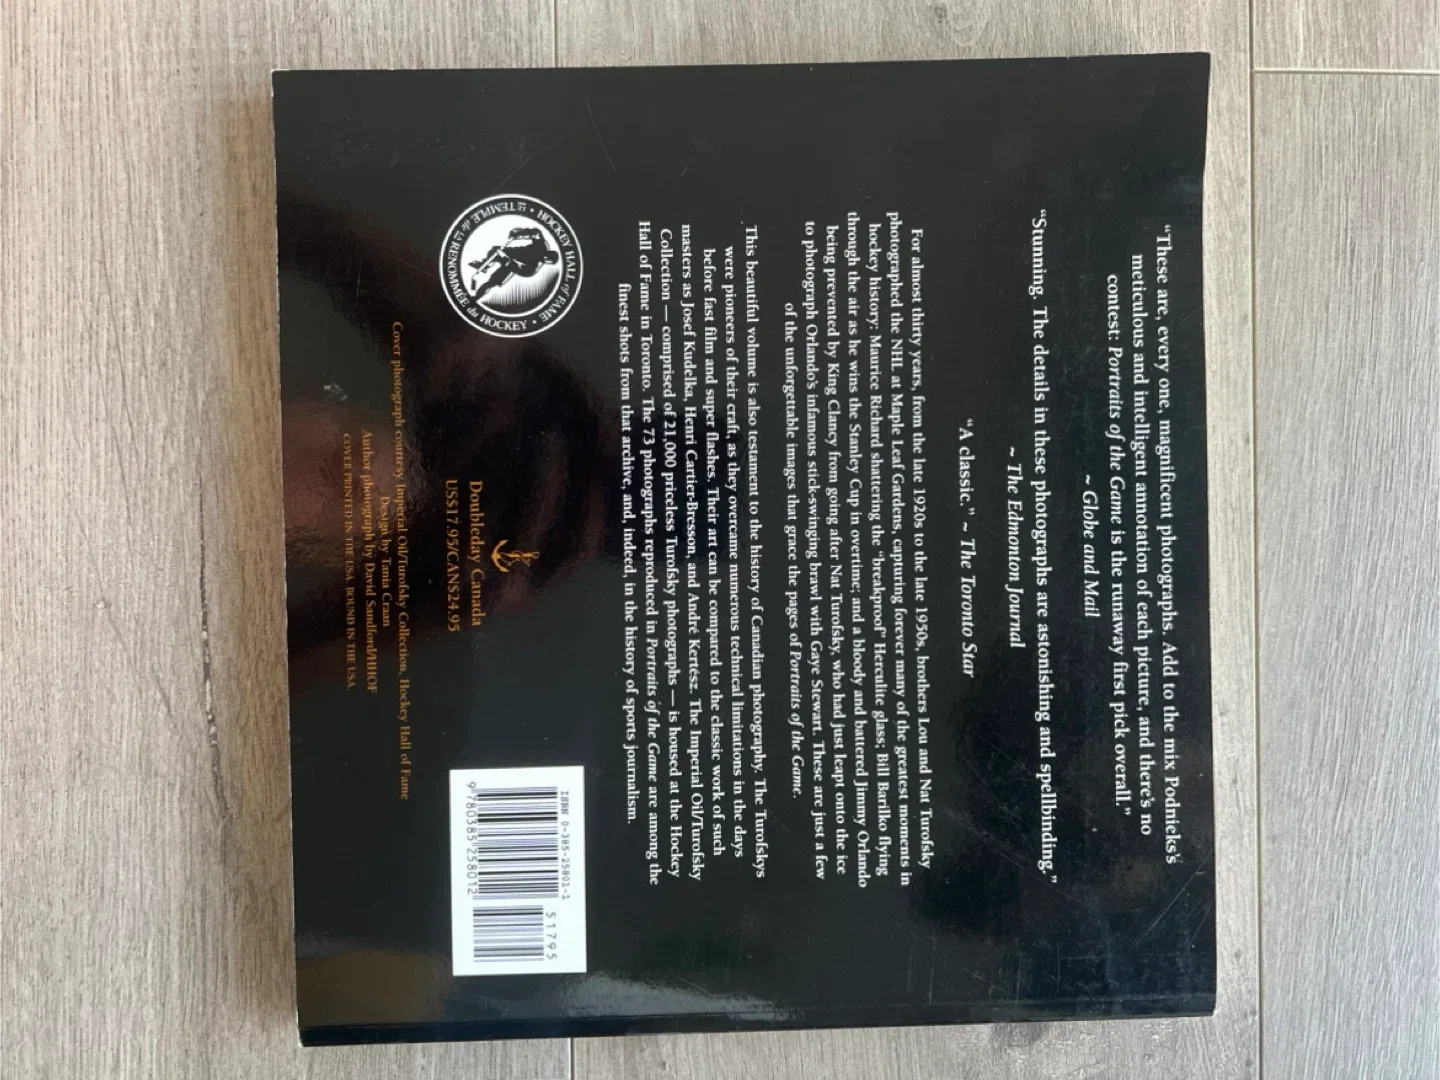 “These are, every one, magnificent photographs. Add to the mix Podnieks's
meticulous and intelligent annotation of each picture, and there's no
contest: Portraits of the Game is the runaway first pick overall.”
~ Globe and Mail
“Stunning. The details in these photographs are astonishing and spellbinding.”
~ The Edmonton Journal
“A classic.” ~ The Toronto Star
For almost thirty years, from the late 1920s to the late 1950s, brothers Lou and Nat Turofsky
photographed the NHL at Maple Leaf Gardens, capturing forever many of the greatest moments in
hockey history: Maurice Richard shattering the “breakproof” Herculite glass; Bill Barilko flying
through the air as he wins the Stanley Cup in overtime; and a bloody and battered Jimmy Orlando
being prevented by King Clancy from going after Nat Turofsky, who had just leapt onto the ice
to photograph Orlando's infamous stick-swinging brawl with Gaye Stewart. These are just a few
of the unforgettable images that grace the pages of Portraits of the Game.
This beautiful volume is also testament to the history of Canadian photography. The Turofskys
were pioneers of their craft, as they overcame numerous technical limitations in the days
before fast film and super flashes. Their art can be compared to the classic work of such
masters as Josef Kudelka, Henri Cartier-Bresson, and André Kertész. The Imperial Oil/Turofsky
Collection — comprised of 21,000 priceless Turofsky photographs — is housed at the Hockey
Hall of Fame in Toronto. The 73 photographs reproduced in Portraits of the Game are among the
finest shots from that archive, and, indeed, in the history of sports journalism.
HOCKEY HALL of FAME •
LE TEMPLE de la RENOMMÉE du HOCKEY •
Doubleday Canada
US$17.95/CAN$24.95
Cover photograph courtesy Imperial Oil/Turofsky Collection, Hockey Hall of Fame
Design by Tania Craan
Author photograph by David Sandford/HHOF
COVER PRINTED IN THE USA BOUND IN THE USA
ISBN 0-385-25801-1
51795
9 780385 258012